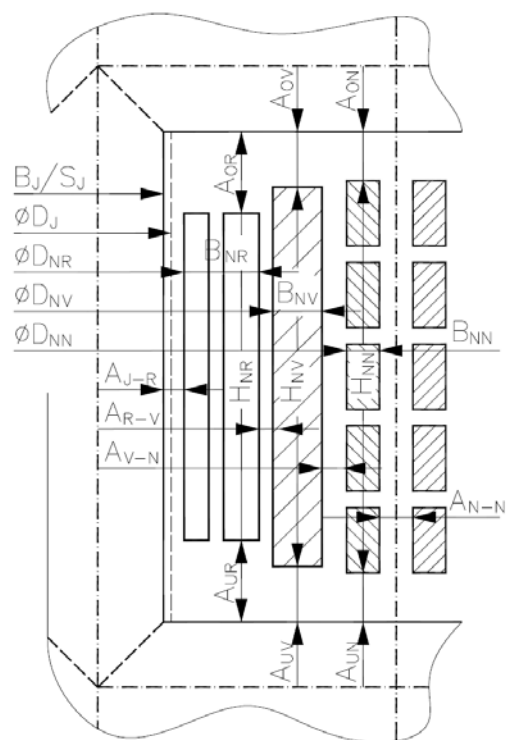 A_OV
A_ON
A_OR
B_J/S_J
ØD_J
ØD_NR
B_NR
ØD_NV
B_NV
ØD_NN
B_NN
A_J-R
H_NR
H_NV
H_NN
A_R-V
A_V-N
A_N-N
A_UR
A_UV
A_UN